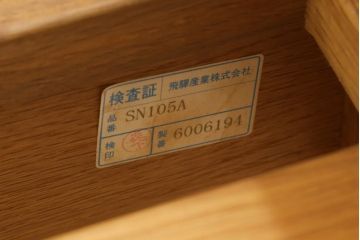 検査証 飛騨産業株式会社
品番 SN105A
検印 製番 6006194